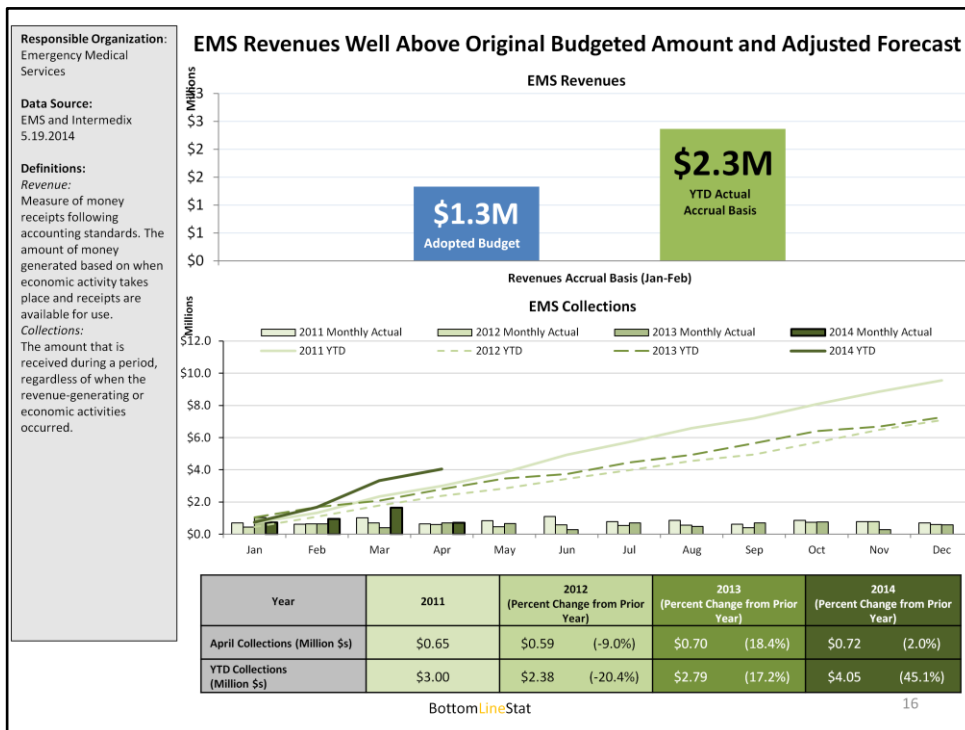 Responsible Organization:
Emergency Medical
Services
Data Source:
EMS and Intermedix
5.19.2014
Definitions:
Revenue:
Measure of money
receipts following
accounting standards. The
amount of money
generated based on when
economic activity takes
place and receipts are
available for use.
Collections:
The amount that is
received during a period,
regardless of when the
revenue-generating or
economic activities
occurred.
EMS Revenues Well Above Original Budgeted Amount and Adjusted Forecast
EMS Revenues
Millions
$3
$3
$2
$2
$1
$1
$0
$1.3M
Adopted Budget
$2.3M
YTD Actual
Accrual Basis
Revenues Accrual Basis (Jan-Feb)
EMS Collections
Millions
2011 Monthly Actual 2012 Monthly Actual 2013 Monthly Actual 2014 Monthly Actual
2011 YTD 2012 YTD 2013 YTD 2014 YTD
$12.0
$10.0
$8.0
$6.0
$4.0
$2.0
$0.0
Jan Feb Mar Apr May Jun Jul Aug Sep Oct Nov Dec
Year 2011 2012 (Percent Change from Prior Year) 2013 (Percent Change from Prior Year) 2014 (Percent Change from Prior Year)
April Collections (Million $s) $0.65 $0.59 (-9.0%) $0.70 (18.4%) $0.72 (2.0%)
YTD Collections (Million $s) $3.00 $2.38 (-20.4%) $2.79 (17.2%) $4.05 (45.1%)
BottomLineStat
16